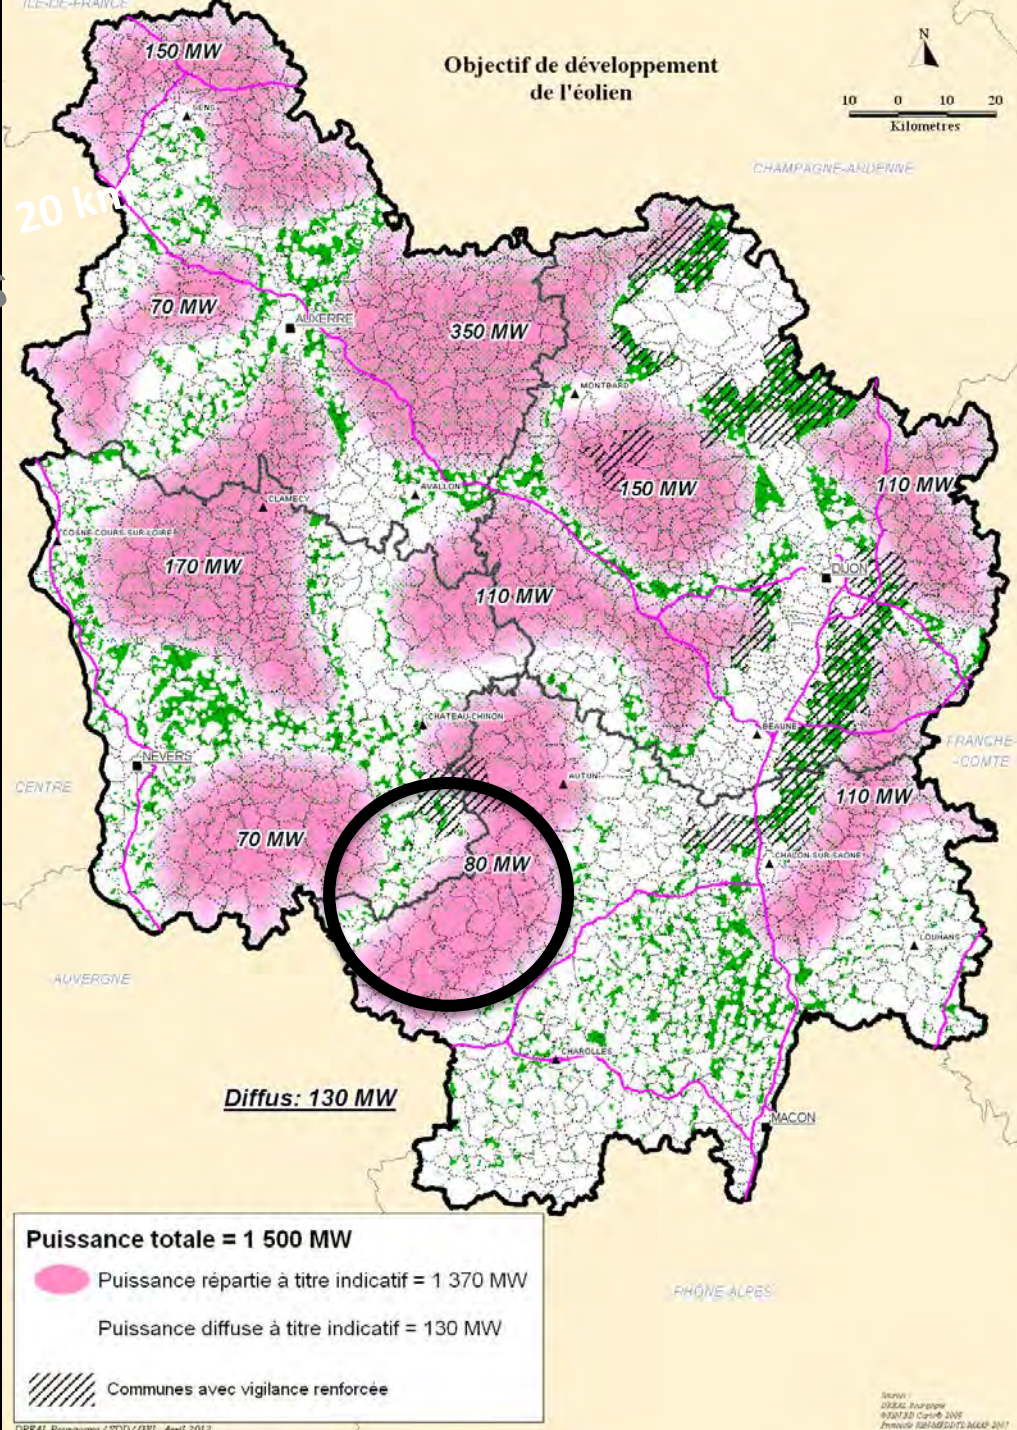 ILE-DE-FRANCE
Objectif de développement
de l'éolien
N
10 0 10 20
Kilometres
CHAMPAGNE-ARDENNE
150 MW
SENS
20 km
70 MW
AUXERRE
350 MW
MONTBARD
150 MW
110 MW
AVALLON
CLAMECY
COSNE-COURS-SUR-LOIRE
170 MW
DIJON
110 MW
CHATEAU-CHINON
BEAUNE
NEVERS
FRANCHE-
-COMTE
CENTRE
AUTUN
110 MW
70 MW
80 MW
CHALON-SUR-SAONE
LOUHANS
AUVERGNE
CHAROLLES
Diffus: 130 MW
MACON
Puissance totale = 1 500 MW
Puissance répartie à titre indicatif = 1 370 MW
Puissance diffuse à titre indicatif = 130 MW
Communes avec vigilance renforcée
RHÔNE-ALPES
DREAL Bourgogne